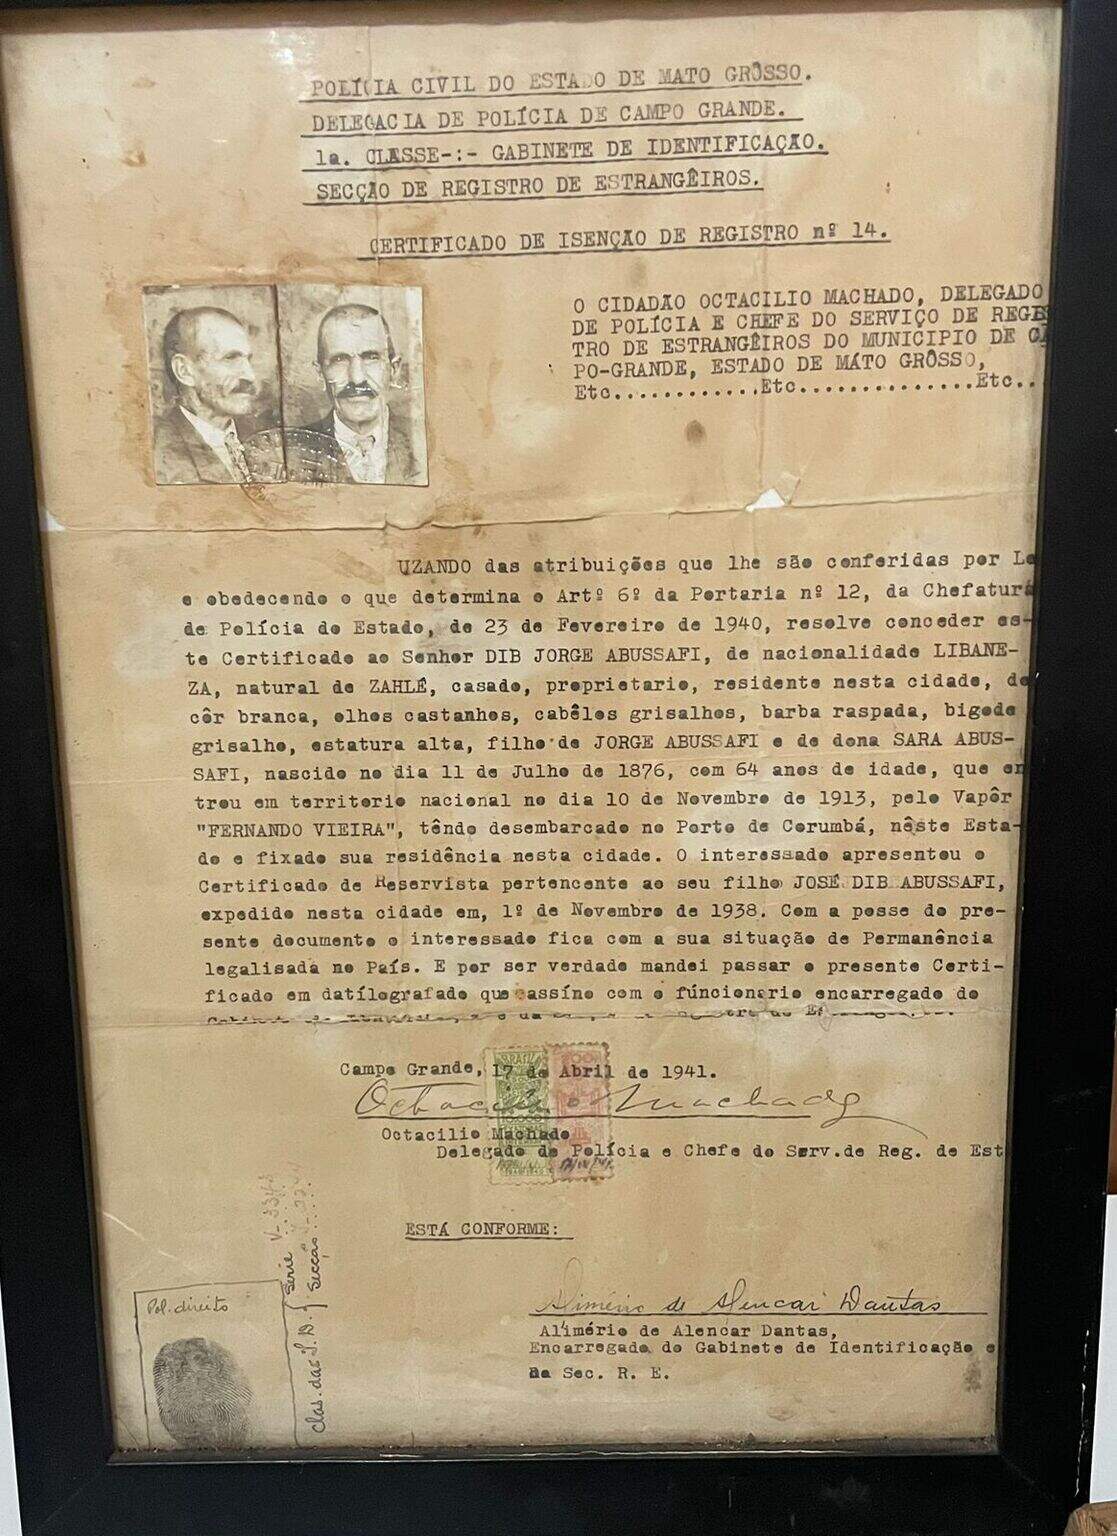 POLÍCIA CIVIL DO ESTADO DE MATO GRÔSSO.
DELEGACIA DE POLÍCIA DE CAMPO GRANDE.
1a. CLASSE-:- GABINETE DE IDENTIFICAÇÃO.
SECÇÃO DE REGISTRO DE ESTRANGÊIROS.
CERTIFICADO DE ISENÇÃO DE REGISTRO nº 14.
O CIDADÃO OCTACILIO MACHADO, DELEGADO
DE POLÍCIA E CHEFE DO SERVIÇO DE REGIS
TRO DE ESTRANGÊIROS DO MUNICIPIO DE CA
PO-GRANDE, ESTADO DE MÁTO GRÔSSO,
Etc............Etc..............Etc..
UZANDO das atribuições que lhe são conferidas por Le
e obedecendo o que determina o Artº 6º da Portaria nº 12, da Chefatura
de Polícia do Estado, de 23 de Fevereiro de 1940, resolve conceder es-
te Certificado ao Senhor DIB JORGE ABUSSAFI, de nacionalidade LIBANE-
ZA, natural de ZAHLÉ, casado, proprietario, residente nesta cidade, de
côr branca, olhos castanhos, cabêlos grisalhos, barba raspada, bigode
grisalho, estatura alta, filho de JORGE ABUSSAFI e de dona SARA ABUS-
SAFI, nascido no dia 11 de Julho de 1876, com 64 anos de idade, que en
trou em territorio nacional no dia 10 de Novembro de 1913, pelo Vapôr
"FERNANDO VIEIRA", têndo desembarcado no Porto de Corumbá, nêste Esta-
do e fixado sua residência nesta cidade. O interessado apresentou o
Certificado de Reservista pertencente ao seu filho JOSÉ DIB ABUSSAFI,
expedido nesta cidade em, 1º de Novembro de 1938. Com a posse do pre-
sente documento o interessado fica com a sua situação de Permanência
legalisada no País. E por ser verdade mandei passar o presente Certi-
ficado em datílografado que assíno com o funcionario encarregado do
Campo Grande, 17 de Abril de 1941.
Octacilio Machado
Octacilio Machado
Delegado de Polícia e Chefe do Serv.de Reg. de Est
BRASIL
ESTÁ CONFORME:
Alimério de Alencar Dantas
Alimério de Alencar Dantas,
Encarregado do Gabinete de Identificação e
da Sec. R. E.
Pol. direito
Clas. das I. D.
Série V-3343
Secção